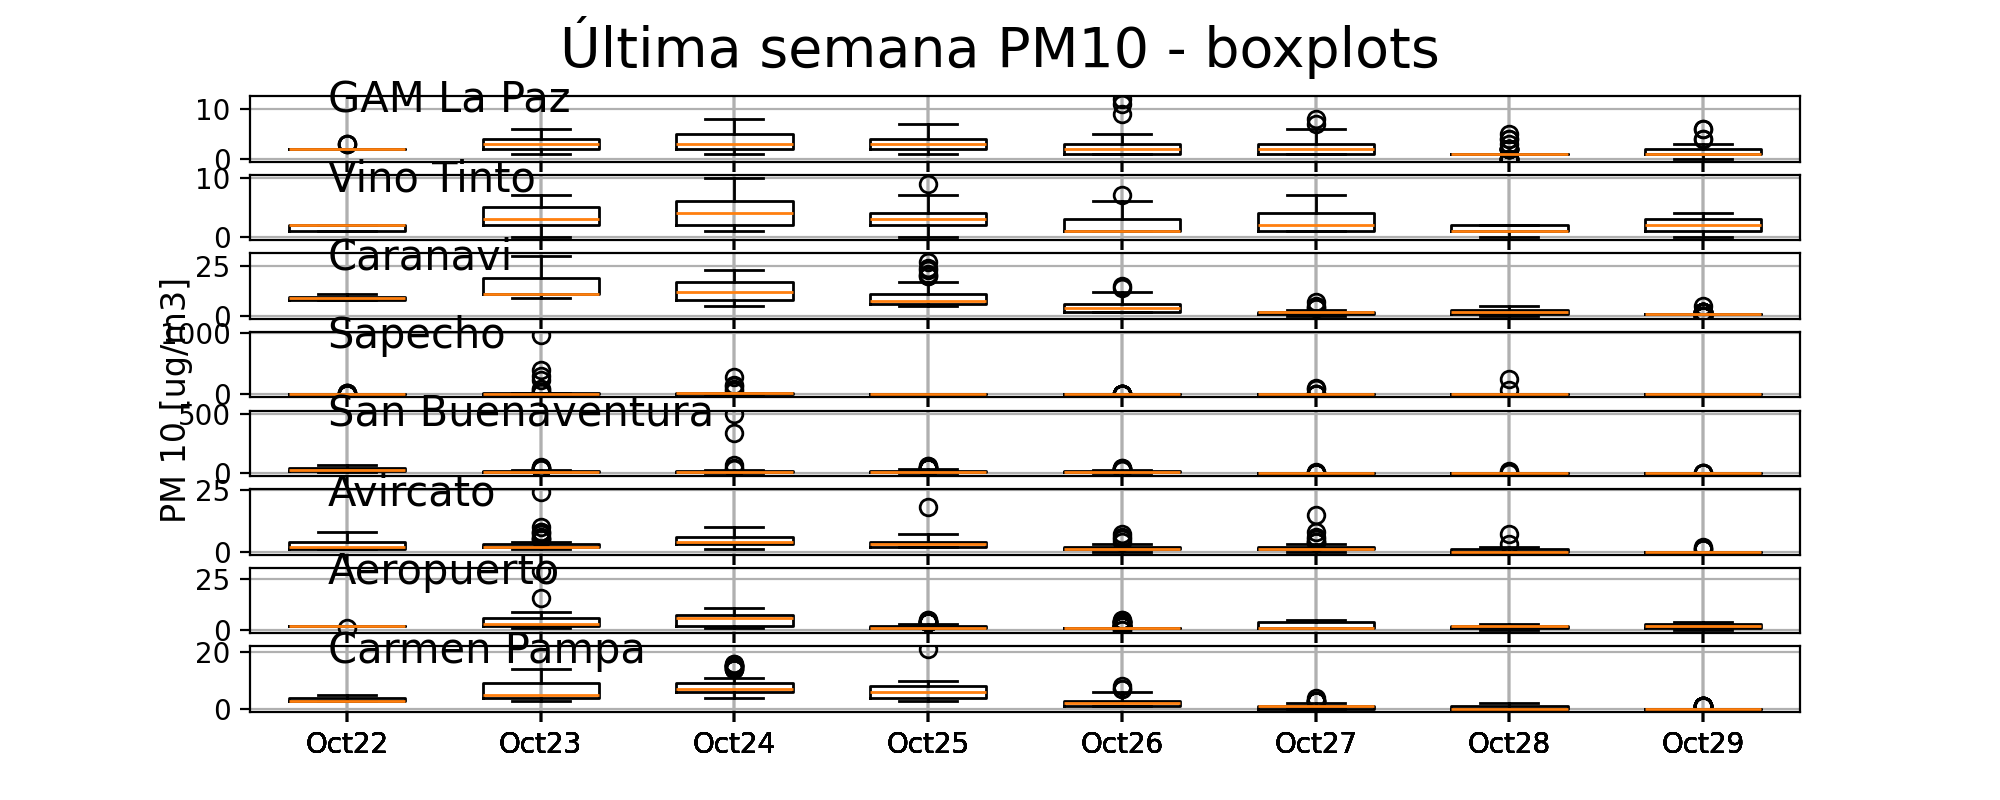 Última semana PM10 - boxplots
GAM La Paz
10
0
Vino Tinto
10
0
Caranavi
25
0
PM 10 [ug/m3]
Sapecho
1000
0
San Buenaventura
500
0
Avircato
25
0
Aeropuerto
25
0
Carmen Pampa
20
0
Oct22 Oct23 Oct24 Oct25 Oct26 Oct27 Oct28 Oct29